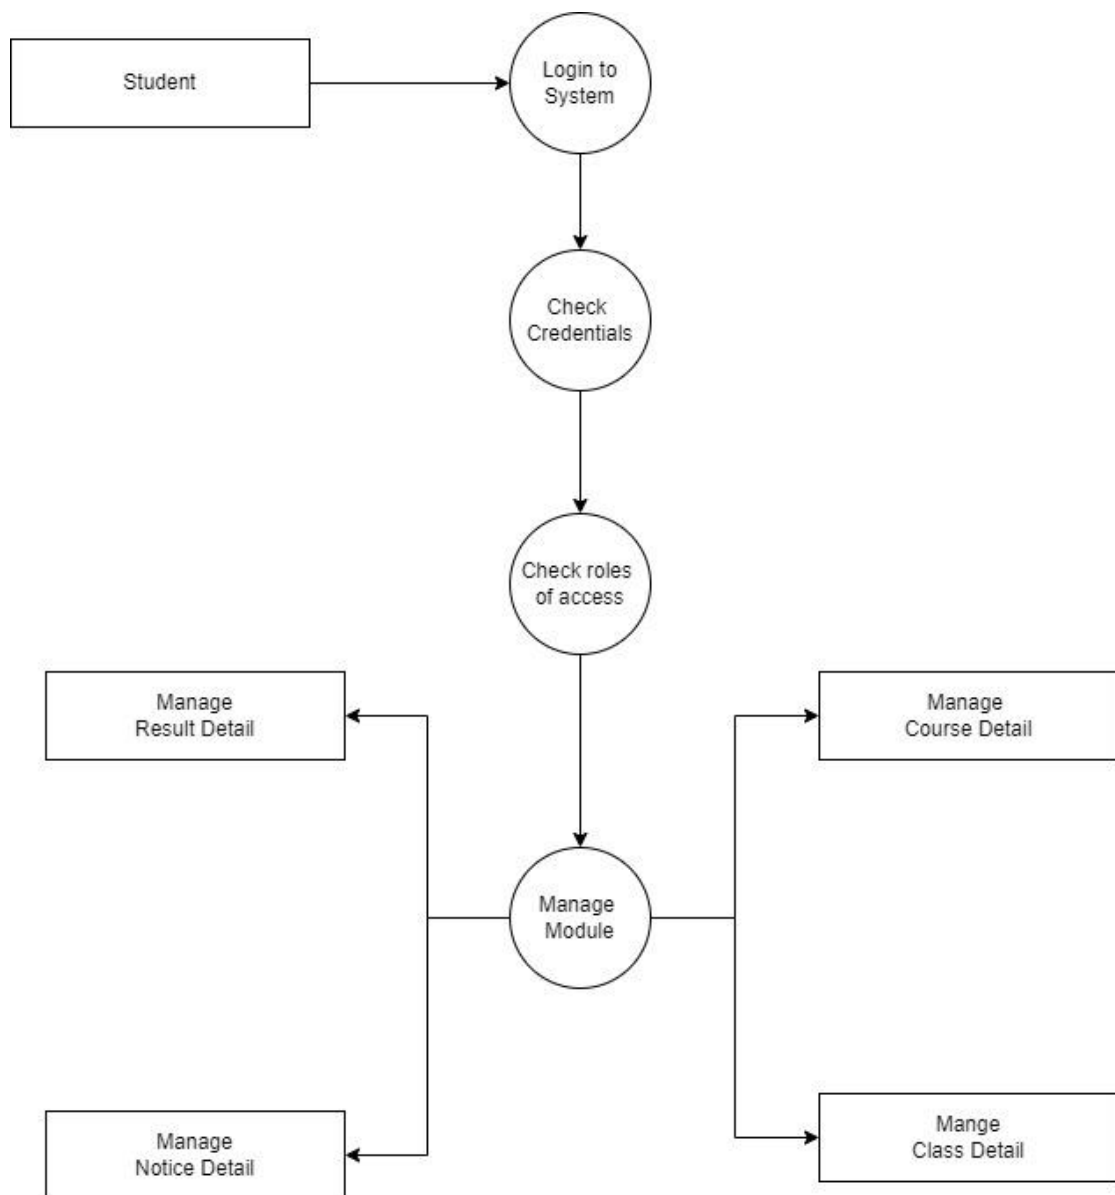 Student
Login to
System
Check
Credentials
Check roles
of access
Manage
Result Detail
Manage
Course Detail
Manage
Module
Manage
Notice Detail
Mange
Class Detail